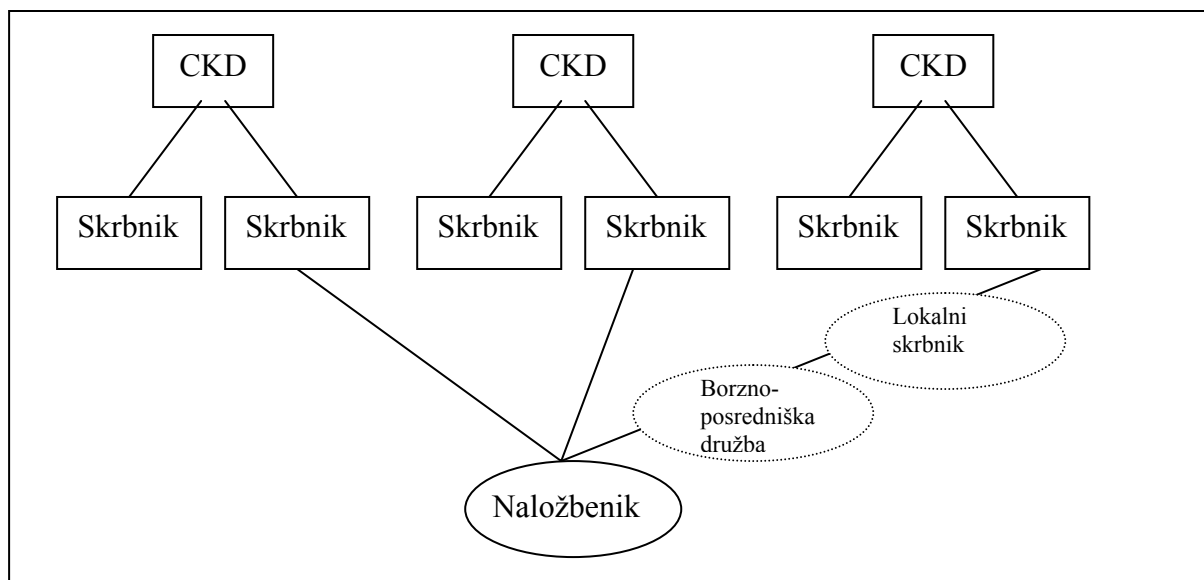 CKD
CKD
CKD
Skrbnik
Skrbnik
Skrbnik
Skrbnik
Skrbnik
Skrbnik
Lokalni
skrbnik
Borzno-
posredniška
družba
Naložbenik